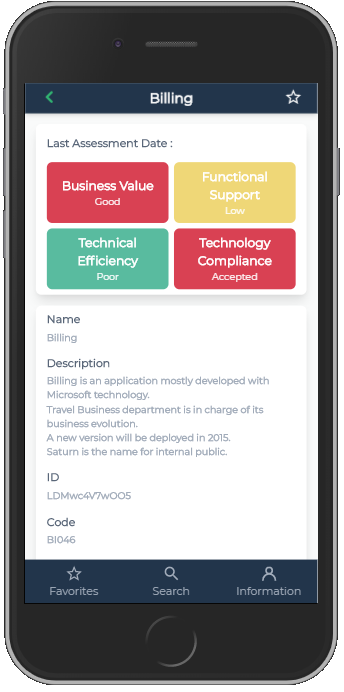 Billing
Last Assessment Date :
Business Value
Good
Functional
Support
Low
Technical
Efficiency
Poor
Technology
Compliance
Accepted
Name
Billing
Description
Billing is an application mostly developed with
Microsoft technology.
Travel Business department is in charge of its
business evolution.
A new version will be deployed in 2015.
Saturn is the name for internal public.
ID
LDMwc4V7wOO5
Code
BI046
Favorites
Search
Information